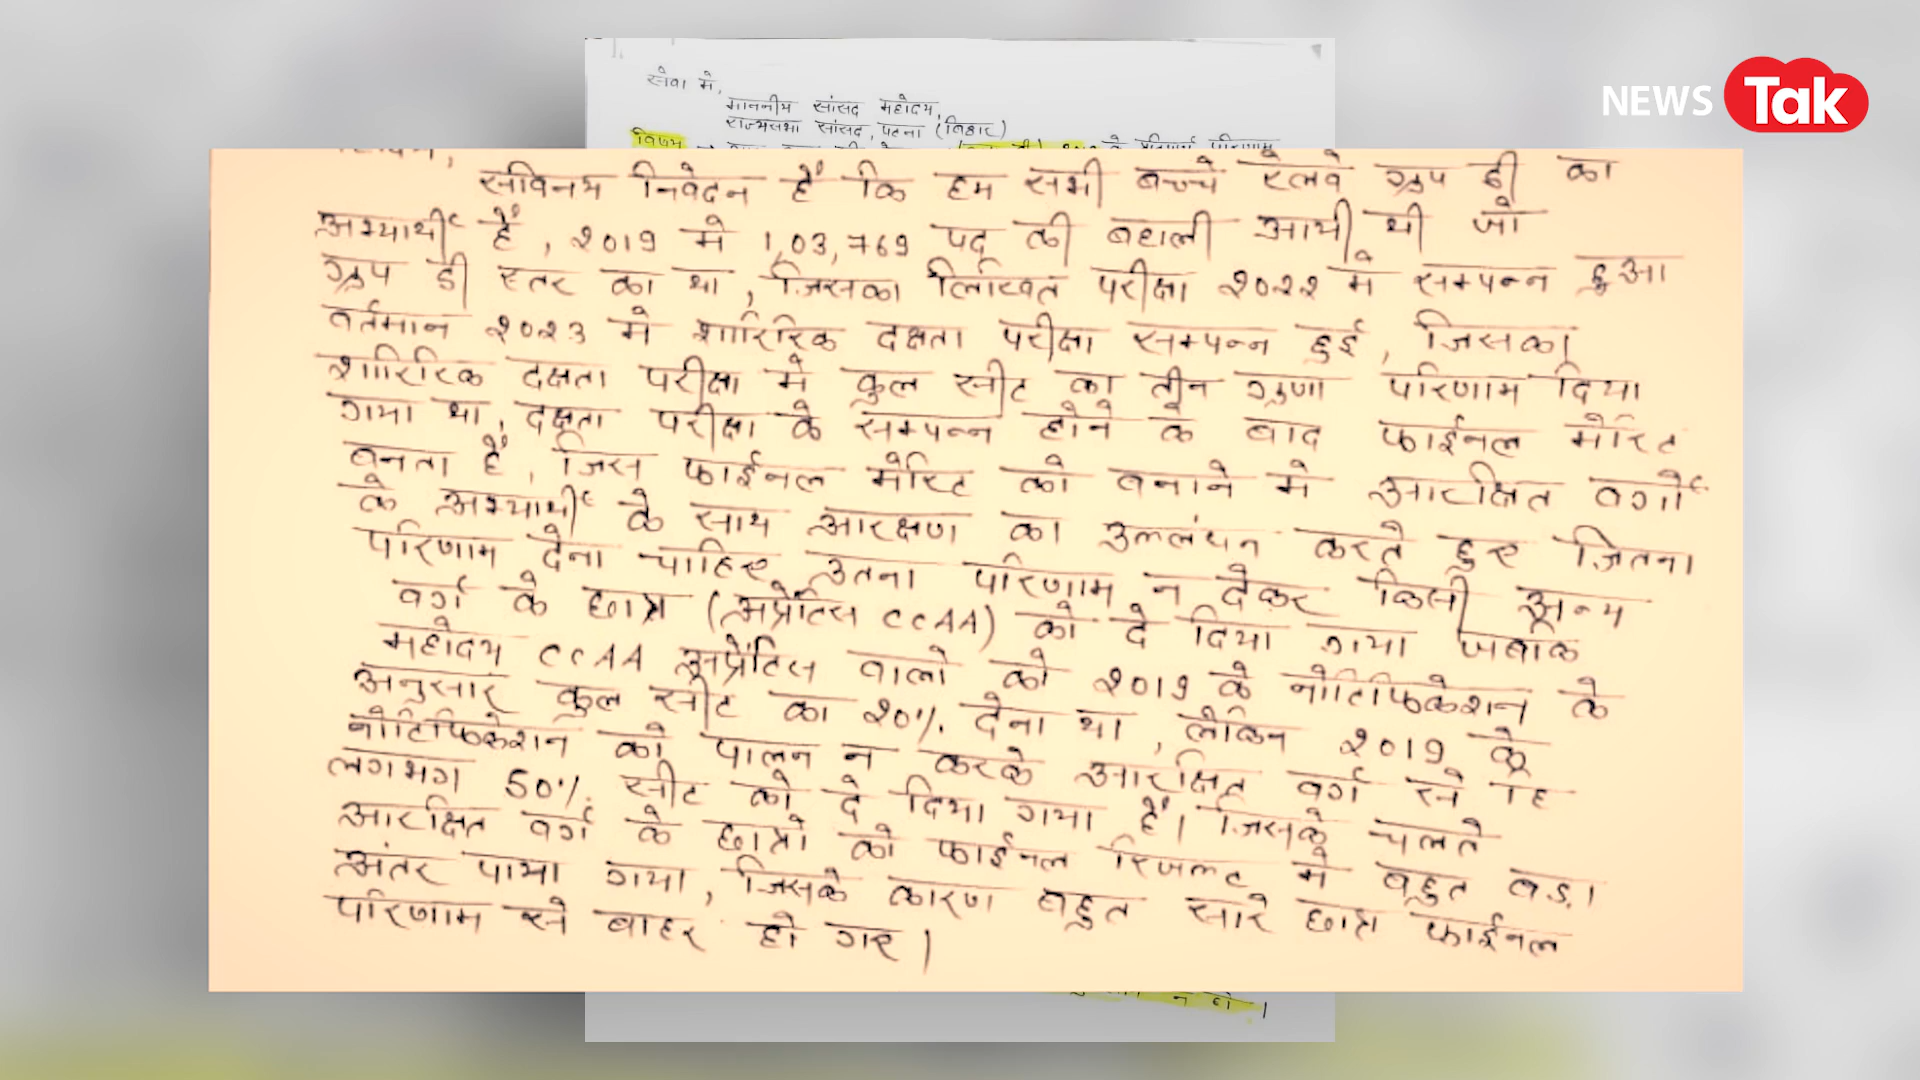 NEWS Tak
सेवा में,
माननीय सांसद महोदय,
राज्यसभा सांसद, पटना (बिहार)
विषय
सविनय निवेदन है कि हम सभी बच्चे रेलवे ग्रुप डी का
अभ्यार्थी हैं, 2019 मे 1,03,769 पद की बहाली आयी थी जो
ग्रुप डी स्तर का था, जिसका लिखित परीक्षा 2022 में सम्पन्न हुआ
वर्तमान 2023 मे शारिरिक दक्षता परीक्षा सम्पन्न हुई, जिसका
शारिरिक दक्षता परीक्षा मे कुल सीट का तीन गुणा परिणाम दिया
गया था, दक्षता परीक्षा के सम्पन्न होने के बाद फाईनल मेरिट
बनता है, जिस फाईनल मेरिट को बनाने मे आरक्षित वर्गो
के अभ्यार्थी के साथ आरक्षण का उल्लंघन करते हुए जितना
परिणाम देना चाहिए उतना परिणाम न देकर किसी अन्य
वर्ग के छात्र (अप्रेंटिस CCAA) को दे दिया गया जबकि
महोदय CCAA अप्रेंटिस वालो को 2019 के नोटिफिकेशन के
अनुसार कुल सीट का 20% देना था, लेकिन 2019 के
नोटिफिकेशन को पालन न करके आरक्षित वर्ग से हि
लगभग 50% सीट को दे दिया गया है। जिसके चलते
आरक्षित वर्ग के छात्रो को फाईनल रिजल्ट मे बहुत बड़ा
अंतर पाया गया, जिसके कारण बहुत सारे छात्र फाईनल
परिणाम से बाहर हो गए।
न हो।